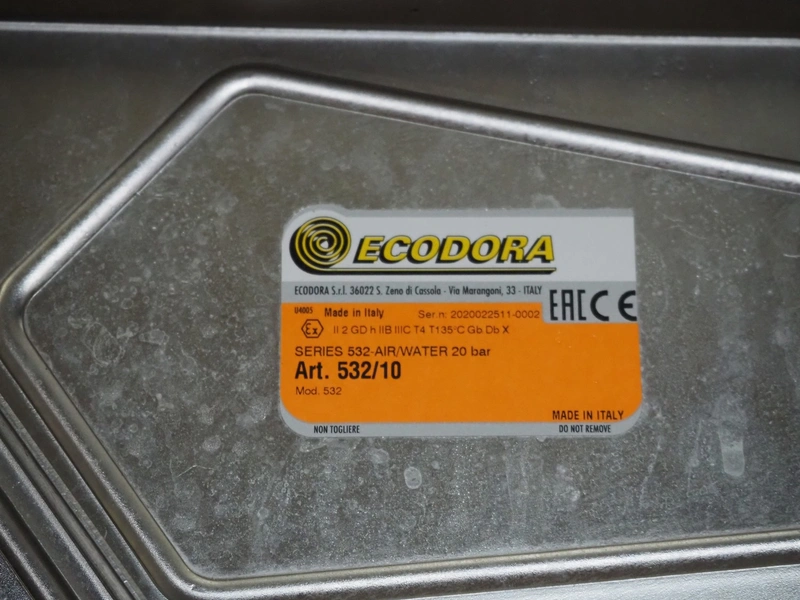 ECODORA
ECODORA S.r.l. 36022 S. Zeno di Cassola - Via Marangoni, 33 - ITALY
EAC CE
U4005 Made in Italy Ser.n: 2020022511-0002
Ex II 2 GD h IIB IIIC T4 T135°C Gb Db X
SERIES 532-AIR/WATER 20 bar
Art. 532/10
Mod. 532
MADE IN ITALY
NON TOGLIERE DO NOT REMOVE